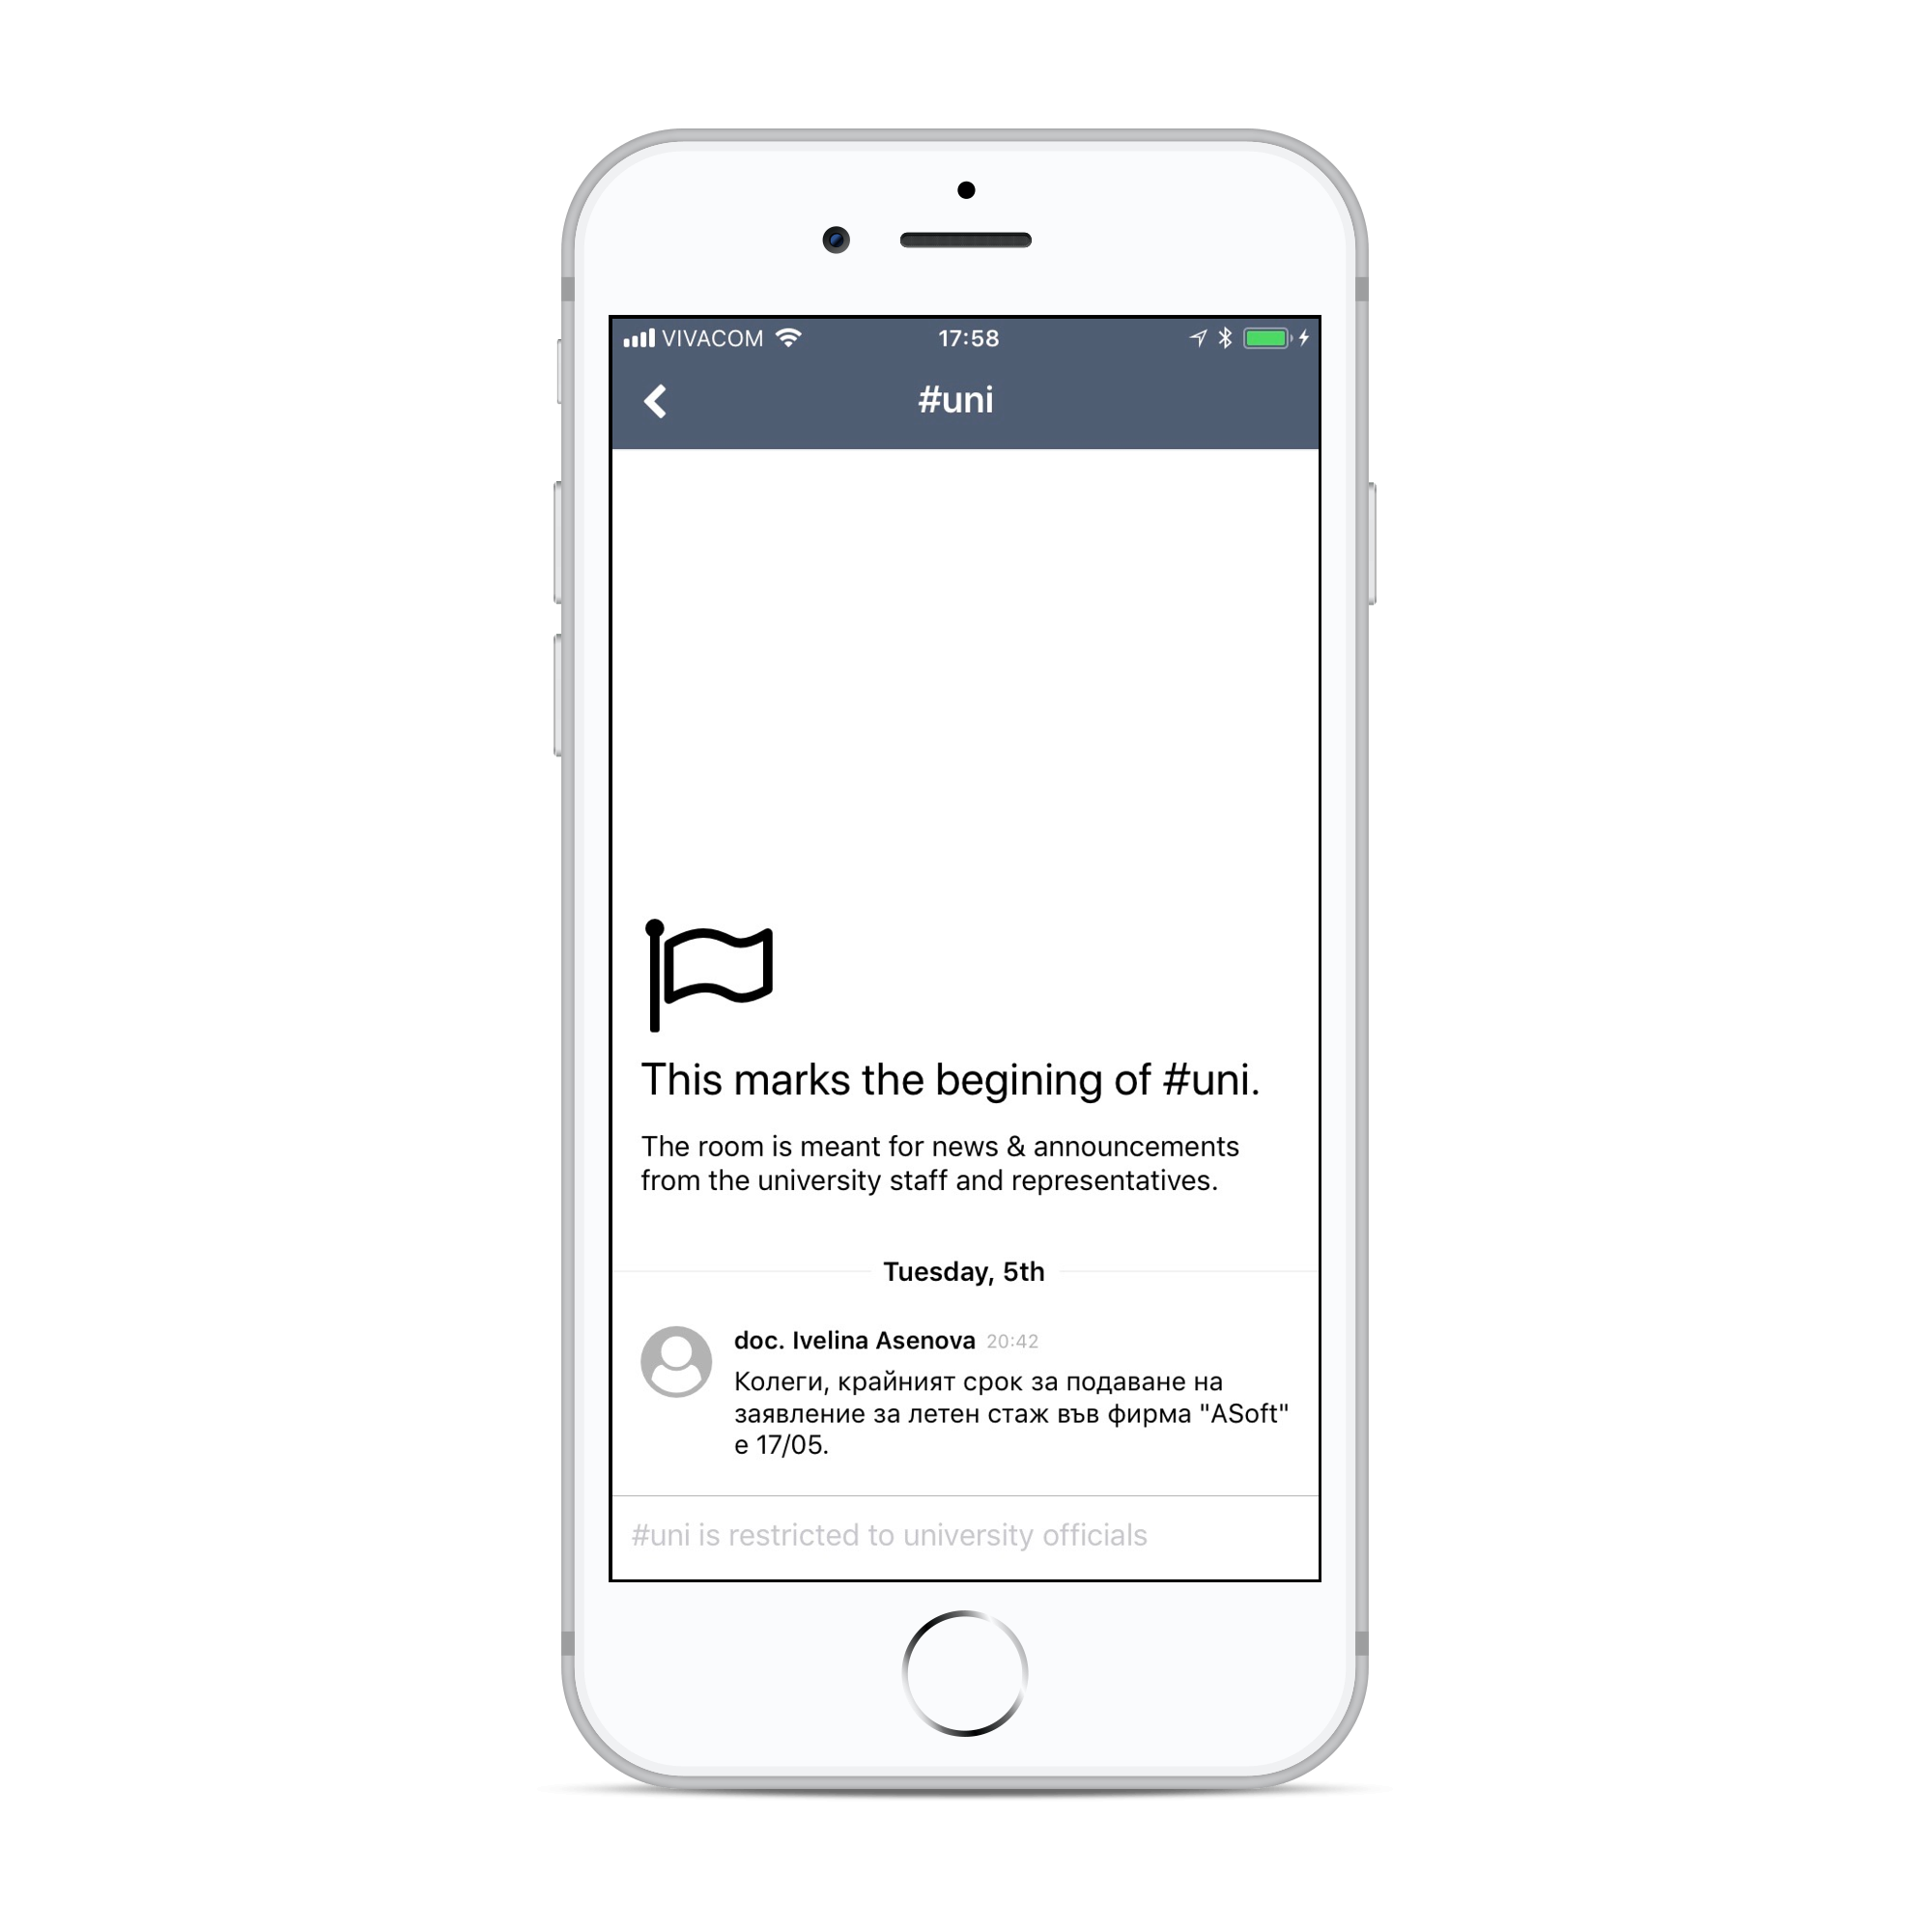 VIVACOM 17:58
#uni
This marks the begining of #uni.
The room is meant for news & announcements
from the university staff and representatives.
Tuesday, 5th
doc. Ivelina Asenova 20:42
Колеги, крайният срок за подаване на
заявление за летен стаж във фирма "ASoft"
е 17/05.
#uni is restricted to university officials